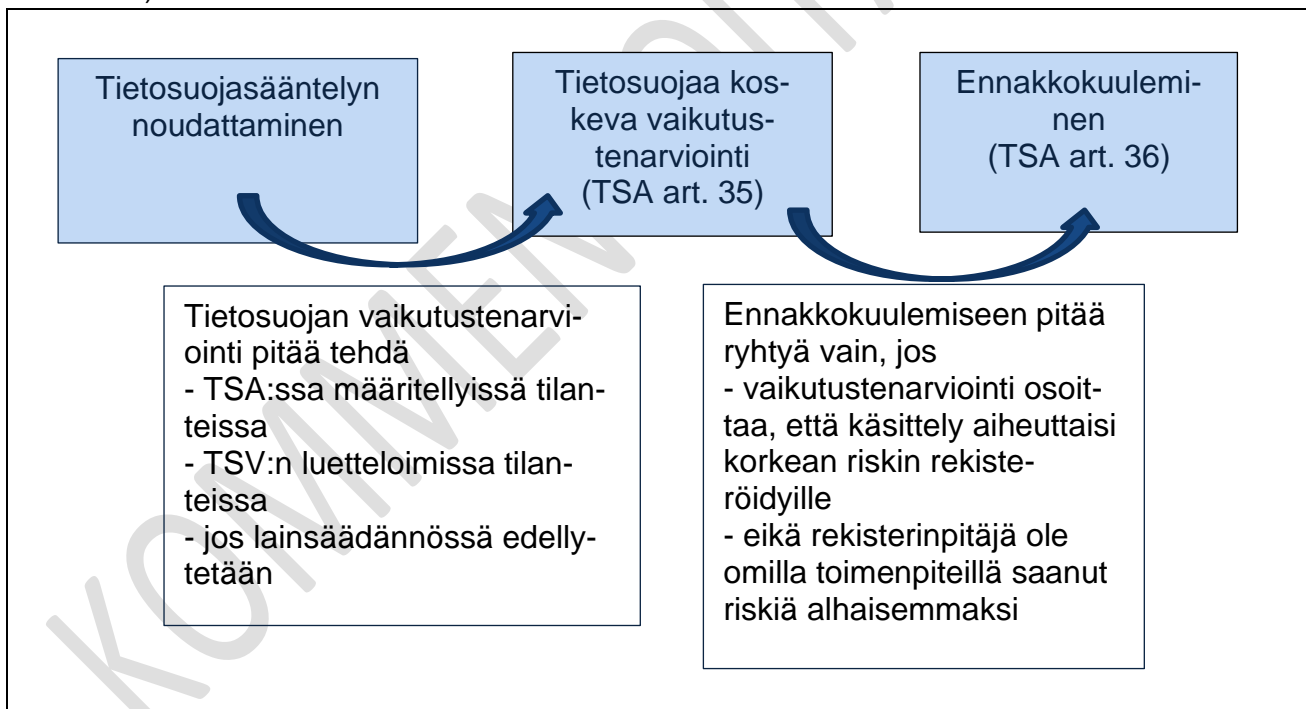 Tietosuojasääntelyn
noudattaminen
Tietosuojaa kos-
keva vaikutus-
tenarviointi
(TSA art. 35)
Ennakkokuulemi-
nen
(TSA art. 36)
Tietosuojan vaikutustenarvi-
ointi pitää tehdä
- TSA:ssa määritellyissä tilan-
teissa
- TSV:n luetteloimissa tilan-
teissa
- jos lainsäädännössä edelly-
tetään
Ennakkokuulemiseen pitää
ryhtyä vain, jos
- vaikutustenarviointi osoit-
taa, että käsittely aiheuttaisi
korkean riskin rekiste-
röidyille
- eikä rekisterinpitäjä ole
omilla toimenpiteillä saanut
riskiä alhaisemmaksi